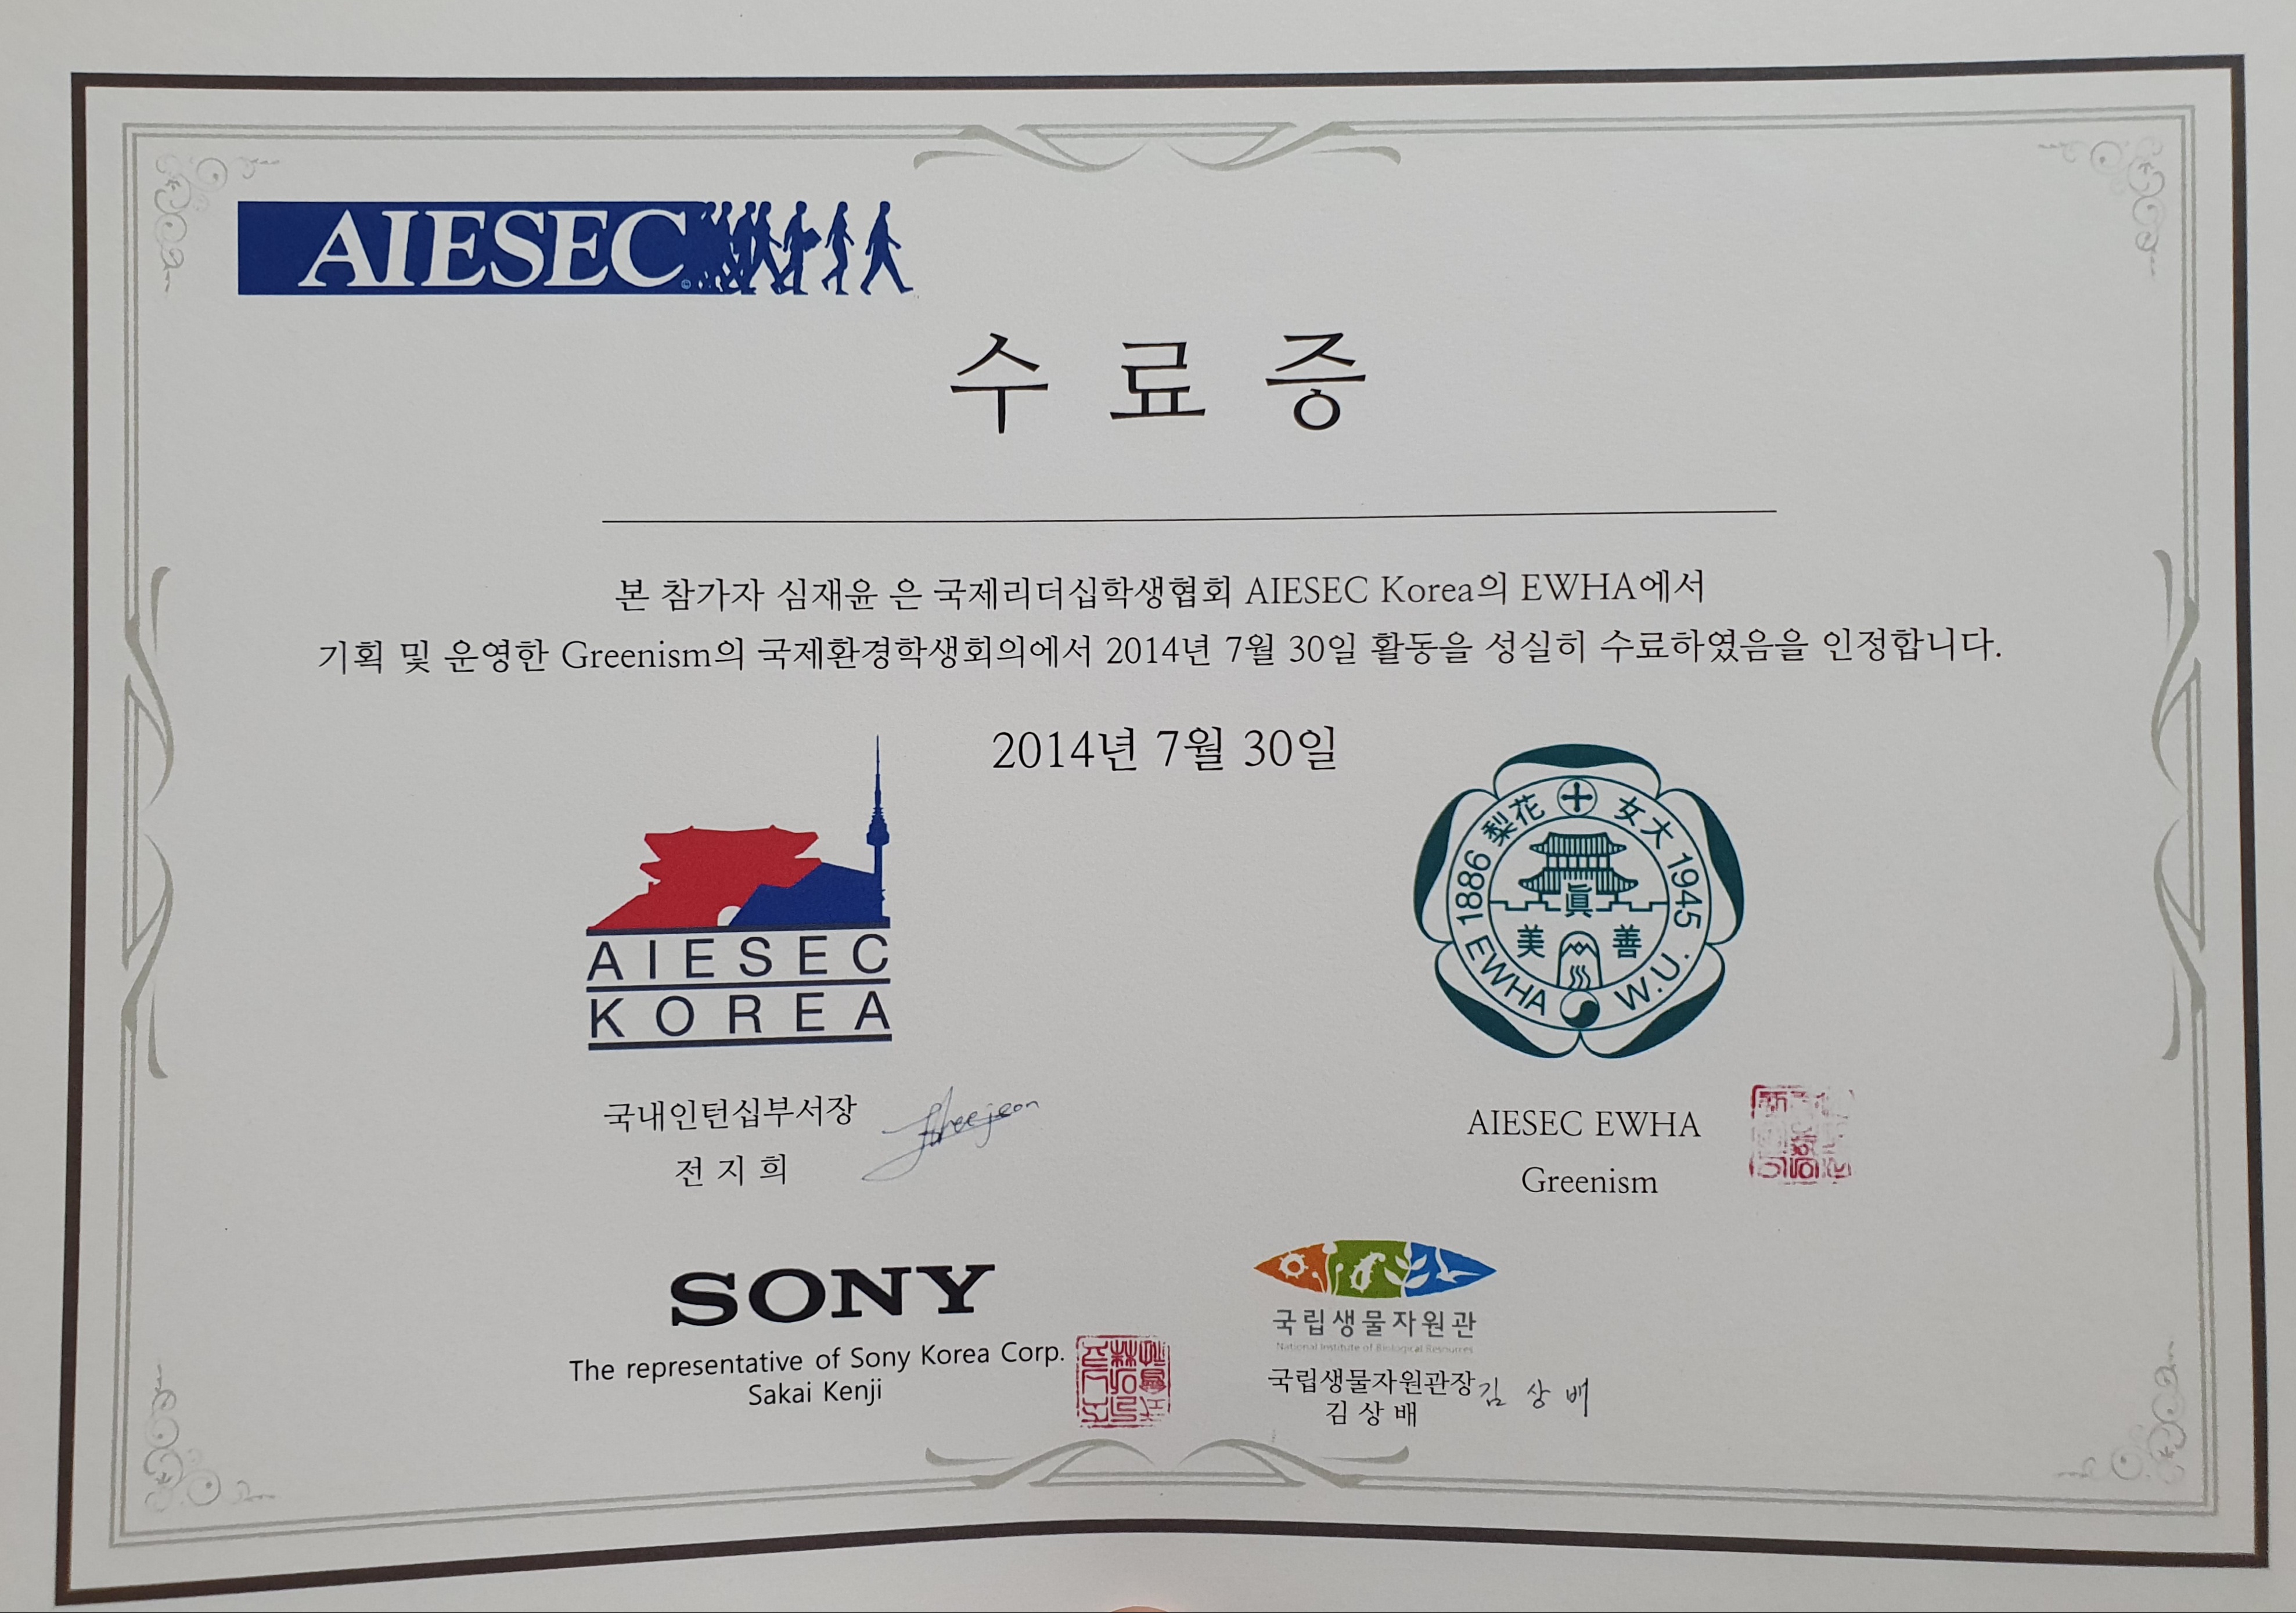 AIESEC
수 료 증
본 참가자 심재윤 은 국제리더십학생협회 AIESEC Korea의 EWHA에서
기획 및 운영한 Greenism의 국제환경학생회의에서 2014년 7월 30일 활동을 성실히 수료하였음을 인정합니다.
2014년 7월 30일
AIESEC
KOREA
梨花 女大
1886 1945
眞
美 善
EWHA W.U.
국내인턴십부서장
전 지 희
AIESEC EWHA
Greenism
SONY
The representative of Sony Korea Corp.
Sakai Kenji
국립생물자원관
National Institute of Biological Resources
국립생물자원관장 김 상 배
김 상 배